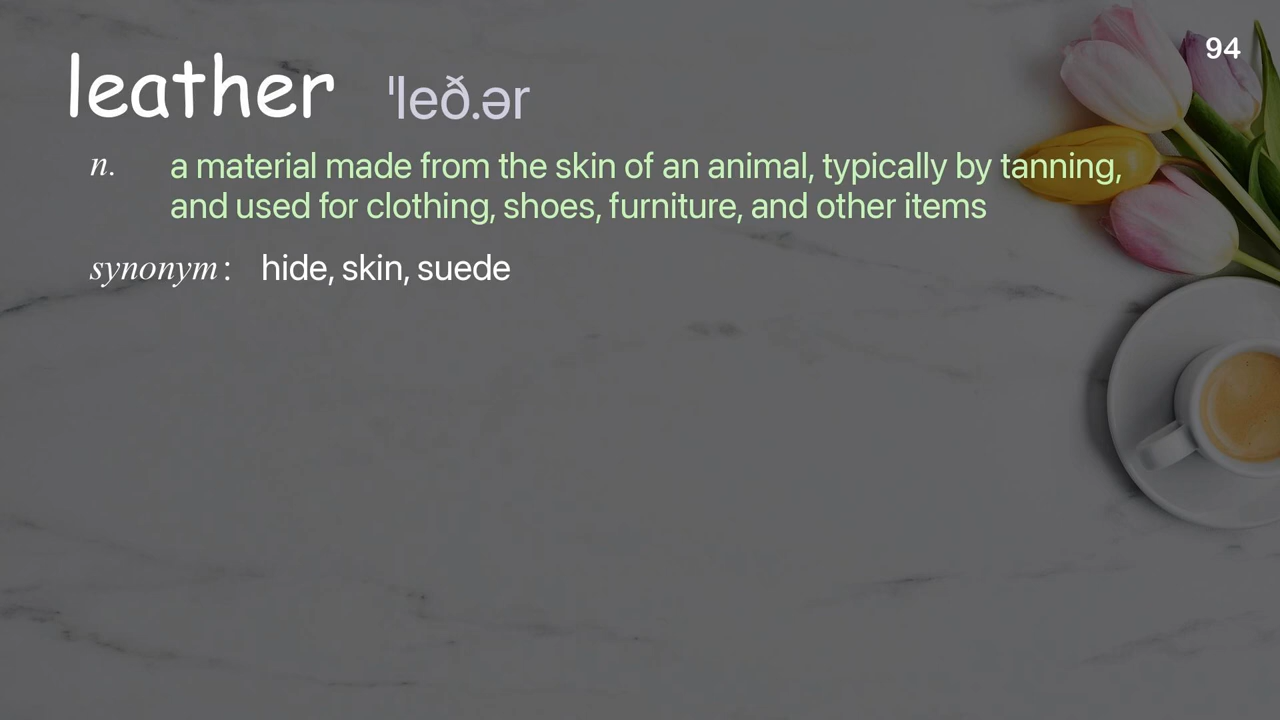 94
leather ˈleð.ər
n. a material made from the skin of an animal, typically by tanning,
and used for clothing, shoes, furniture, and other items
synonym: hide, skin, suede